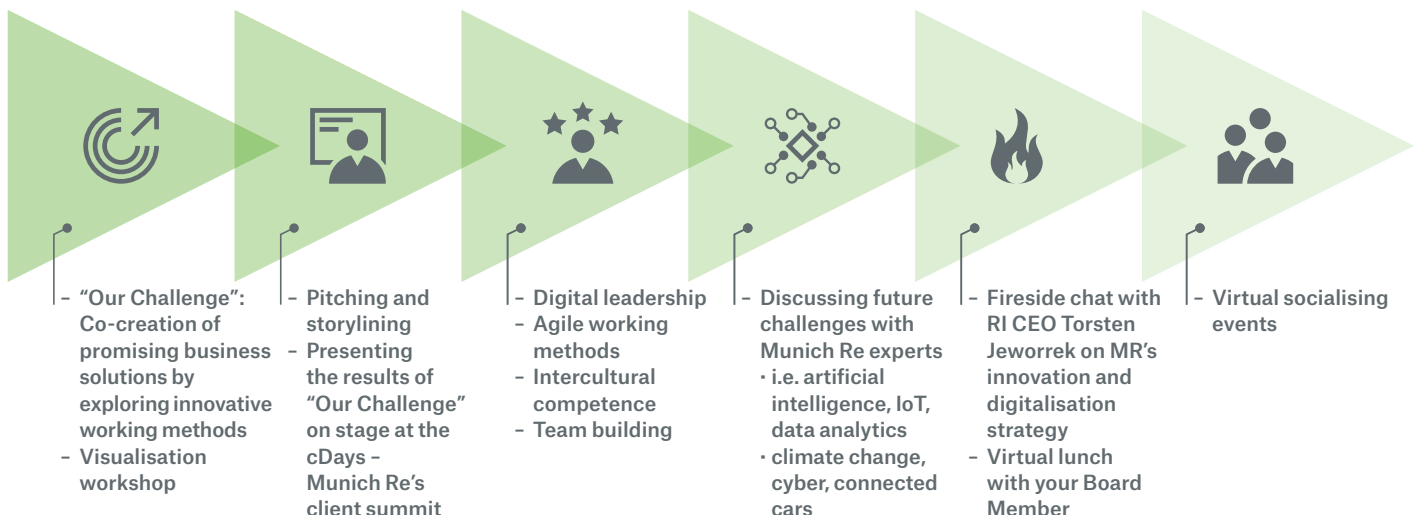 – “Our Challenge”:
Co-creation of
promising business
solutions by
exploring innovative
working methods
– Visualisation
workshop
– Pitching and
storylining
– Presenting
the results of
“Our Challenge”
on stage at the
cDays –
Munich Re’s
client summit
– Digital leadership
– Agile working
methods
– Intercultural
competence
– Team building
– Discussing future
challenges with
Munich Re experts
· i.e. artificial
intelligence, IoT,
data analytics
· climate change,
cyber, connected
cars
– Fireside chat with
RI CEO Torsten
Jeworrek on MR’s
innovation and
digitalisation
strategy
– Virtual lunch
with your Board
Member
– Virtual socialising
events